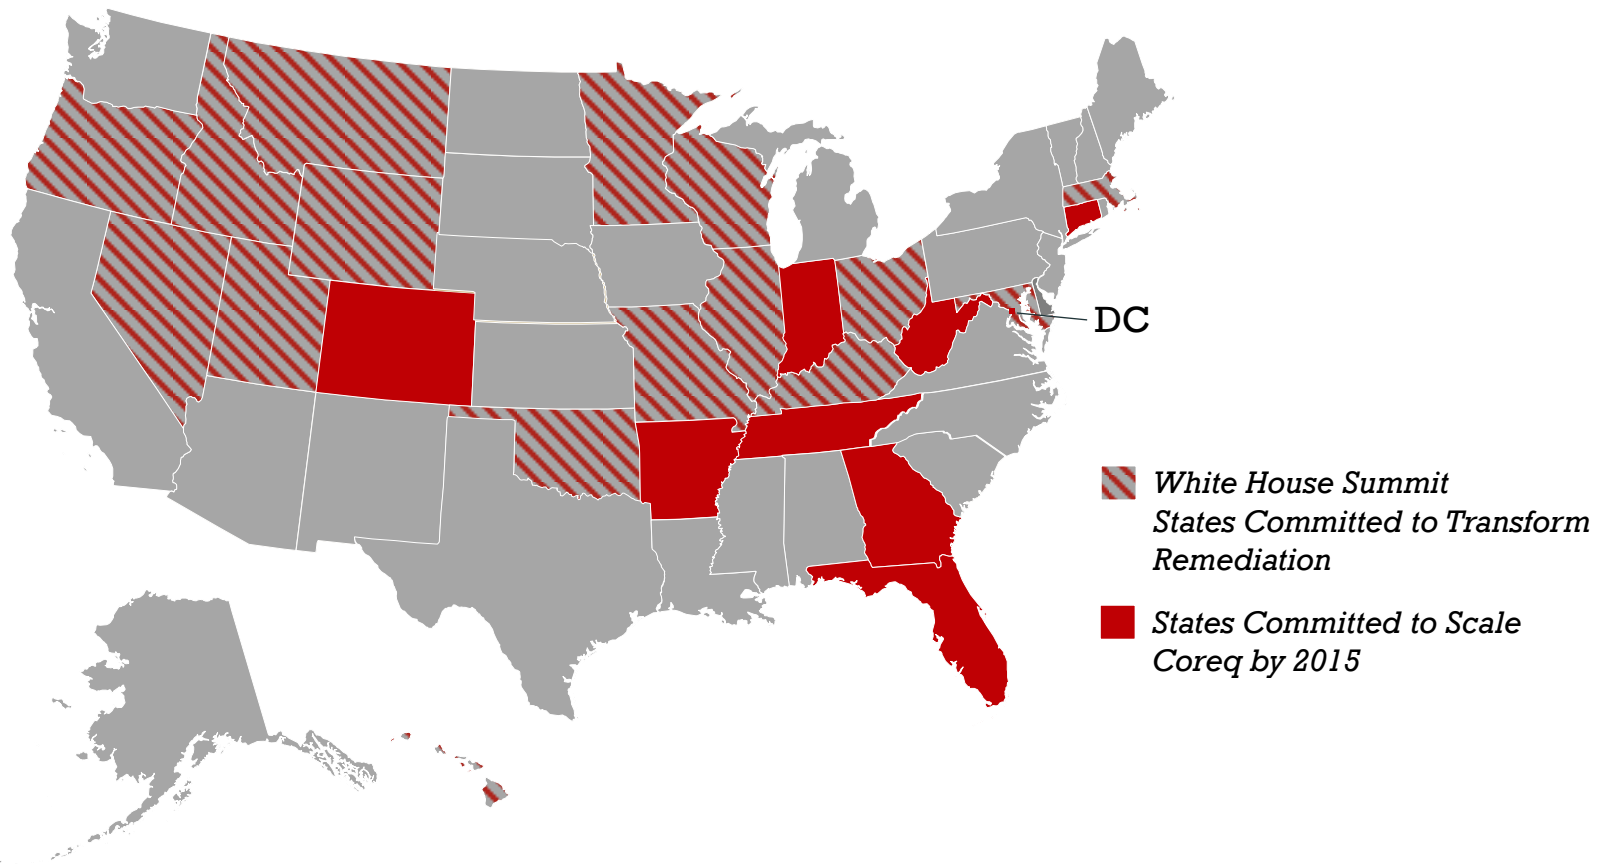 DC
White House Summit
States Committed to Transform
Remediation
States Committed to Scale
Coreq by 2015